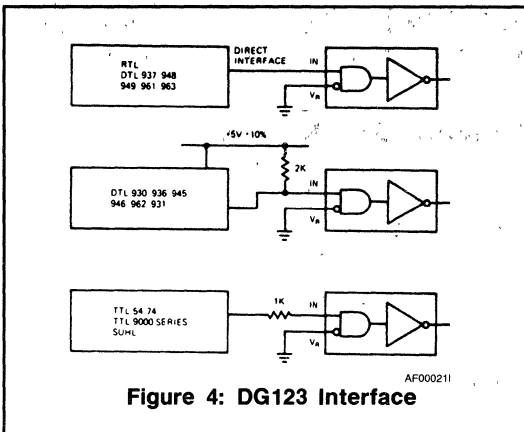 DIRECT
INTERFACE
RTL
DTL 937 948
949 961 963
IN
VR
+5V ·10%
2K
DTL 930 936 945
946 962 931
IN
VR
1K
TTL 54 74
TTL 9000 SERIES
SUHL
IN
VR
AF00021I
Figure 4: DG123 Interface